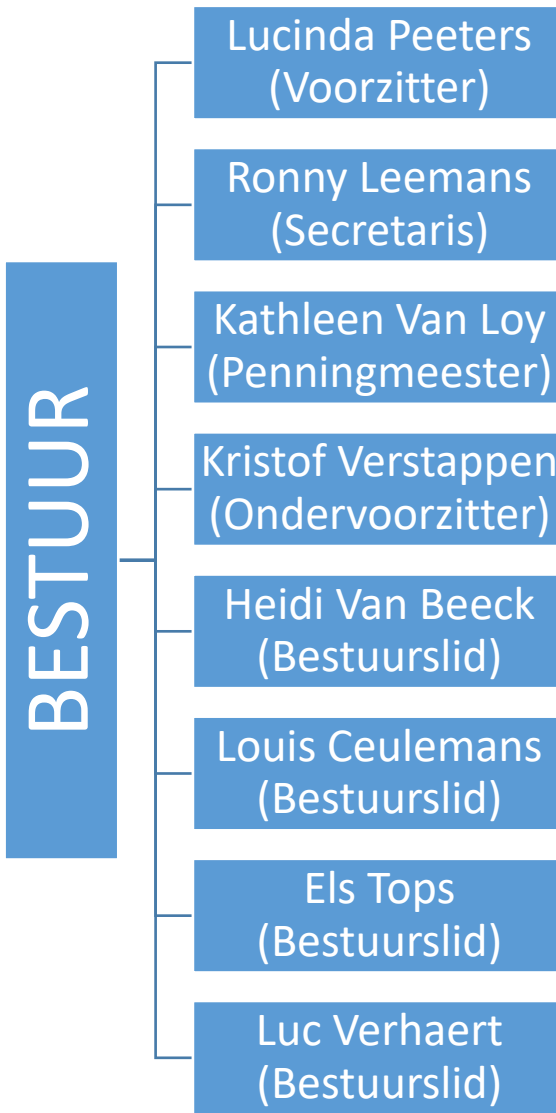 BESTUUR
Lucinda Peeters
(Voorzitter)
Ronny Leemans
(Secretaris)
Kathleen Van Loy
(Penningmeester)
Kristof Verstappen
(Ondervoorzitter)
Heidi Van Beeck
(Bestuurslid)
Louis Ceulemans
(Bestuurslid)
Els Tops
(Bestuurslid)
Luc Verhaert
(Bestuurslid)